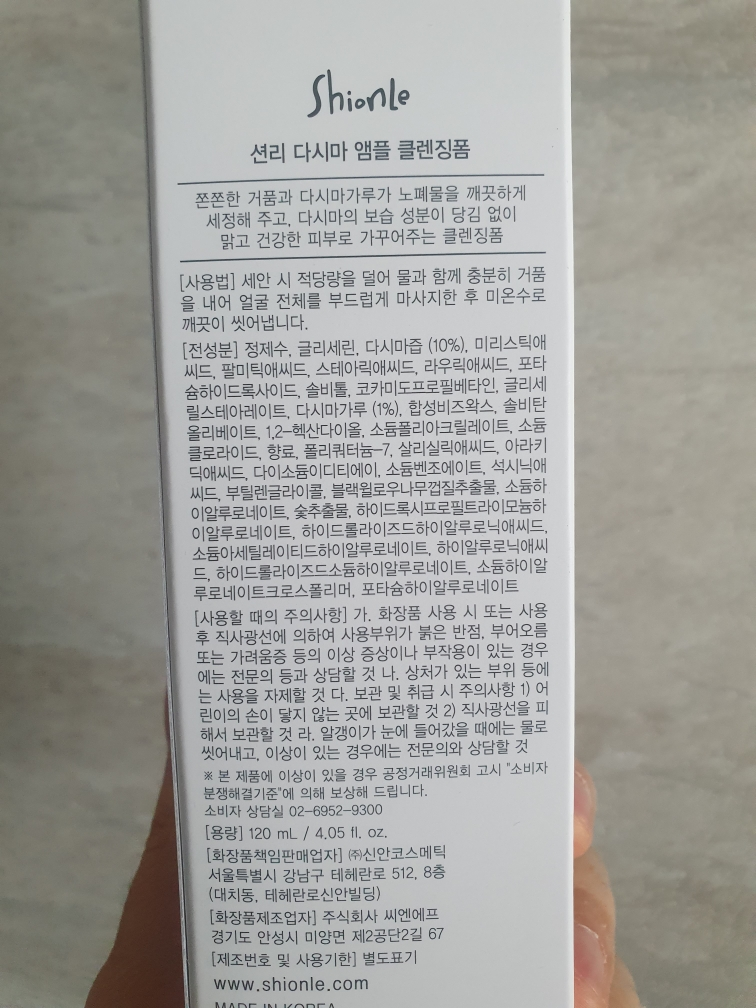 Shionle
션리 다시마 앰플 클렌징폼
쫀쫀한 거품과 다시마가루가 노폐물을 깨끗하게
세정해 주고, 다시마의 보습 성분이 당김 없이
맑고 건강한 피부로 가꾸어주는 클렌징폼
[사용법] 세안 시 적당량을 덜어 물과 함께 충분히 거품
을 내어 얼굴 전체를 부드럽게 마사지한 후 미온수로
깨끗이 씻어냅니다.
[전성분] 정제수, 글리세린, 다시마즙 (10%), 미리스틱애
씨드, 팔미틱애씨드, 스테아릭애씨드, 라우릭애씨드, 포타
슘하이드록사이드, 솔비톨, 코카미도프로필베타인, 글리세
릴스테아레이트, 다시마가루 (1%), 합성비즈왁스, 솔비탄
올리베이트, 1,2-헥산다이올, 소듐폴리아크릴레이트, 소듐
클로라이드, 향료, 폴리쿼터늄-7, 살리실릭애씨드, 아라키
딕애씨드, 다이소듐이디티에이, 소듐벤조에이트, 석시닉애
씨드, 부틸렌글라이콜, 블랙윌로우나무껍질추출물, 소듐하
이알루로네이트, 숯추출물, 하이드록시프로필트라이모늄하
이알루로네이트, 하이드롤라이즈드하이알루로닉애씨드,
소듐아세틸레이티드하이알루로네이트, 하이알루로닉애씨
드, 하이드롤라이즈드소듐하이알루로네이트, 소듐하이알
루로네이트크로스폴리머, 포타슘하이알루로네이트
[사용할 때의 주의사항] 가. 화장품 사용 시 또는 사용
후 직사광선에 의하여 사용부위가 붉은 반점, 부어오름
또는 가려움증 등의 이상 증상이나 부작용이 있는 경우
에는 전문의 등과 상담할 것 나. 상처가 있는 부위 등에
는 사용을 자제할 것 다. 보관 및 취급 시 주의사항 1) 어
린이의 손이 닿지 않는 곳에 보관할 것 2) 직사광선을 피
해서 보관할 것 라. 알갱이가 눈에 들어갔을 때에는 물로
씻어내고, 이상이 있는 경우에는 전문의와 상담할 것
※ 본 제품에 이상이 있을 경우 공정거래위원회 고시 "소비자
분쟁해결기준"에 의해 보상해 드립니다.
소비자 상담실 02-6952-9300
[용량] 120 mL / 4.05 fl. oz.
[화장품책임판매업자] ㈜신안코스메틱
서울특별시 강남구 테헤란로 512, 8층
(대치동, 테헤란로신안빌딩)
[화장품제조업자] 주식회사 씨엔에프
경기도 안성시 미양면 제2공단2길 67
[제조번호 및 사용기한] 별도표기
www.shionle.com
MADE IN KOREA